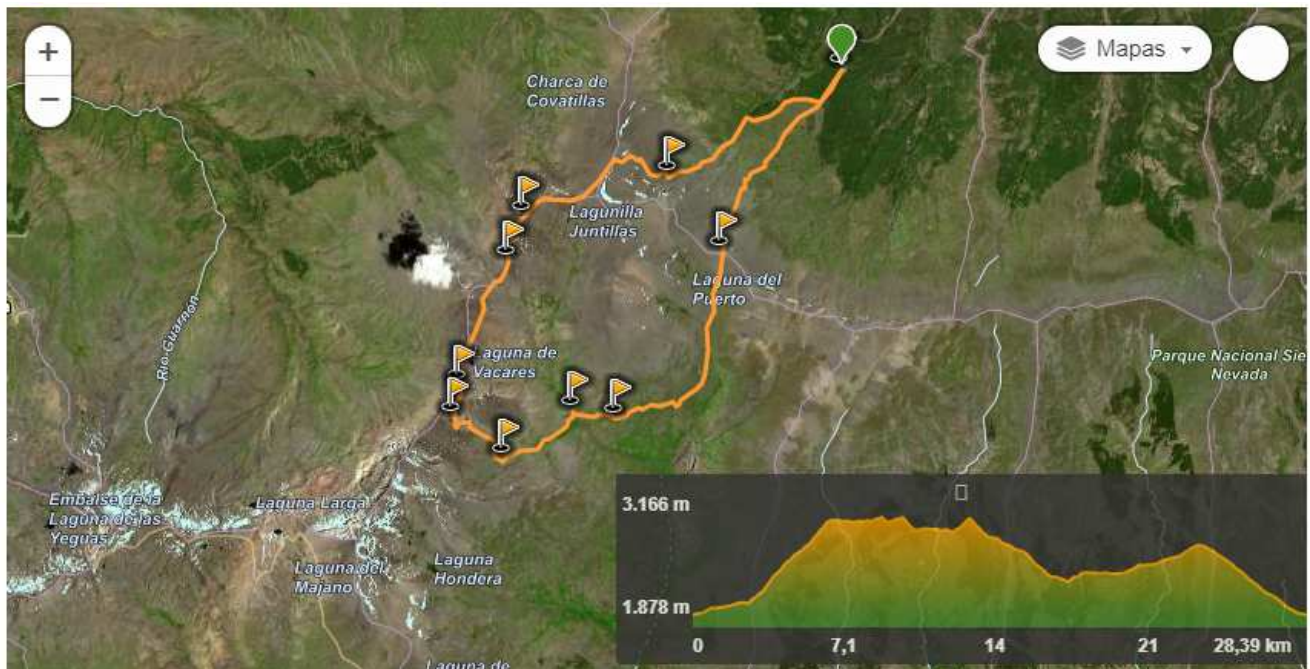 +
Mapas
−
Charca de
Covatillas
Lagunilla
Juntillas
Laguna del
Puerto
Río Guarnón
Laguna de
Vacares
Parque Nacional Sie
Nevada
Embalse de la
Laguna de las
Yeguas
Laguna Larga
Laguna del
Majano
Laguna
Hondera
Laguna de
3.166 m
1.878 m
0
7,1
14
21
28,39 km